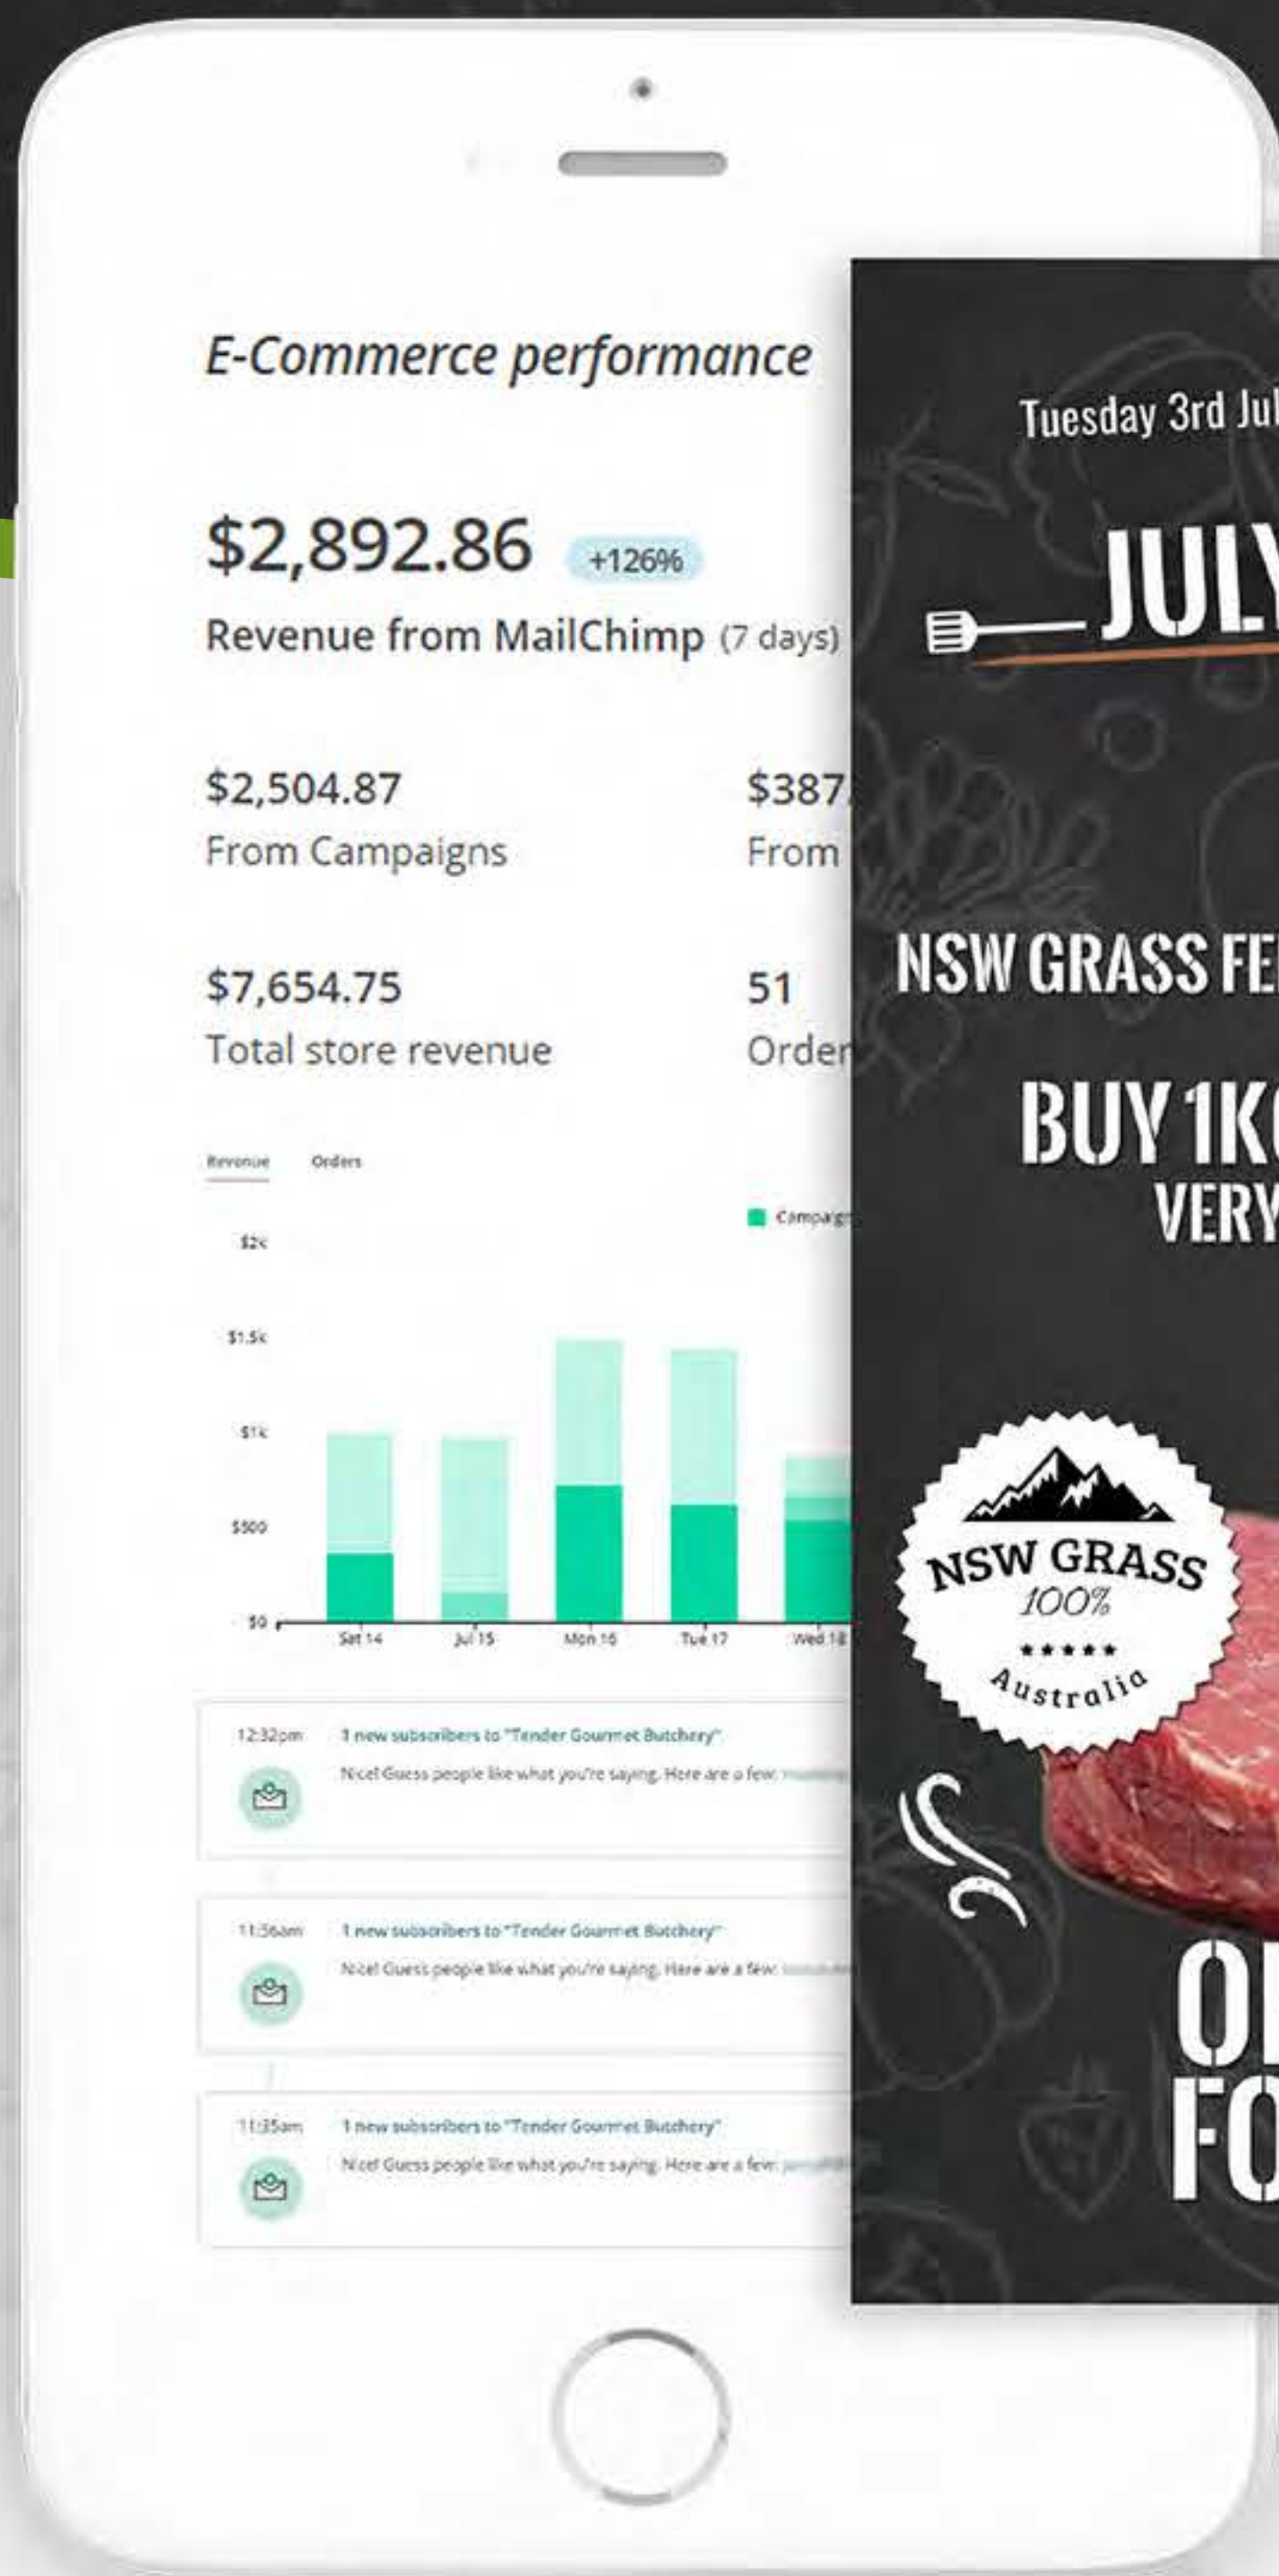 E-Commerce performance
$2,892.86 +126%
Revenue from MailChimp (7 days)
$2,504.87 $387.
From Campaigns From
$7,654.75 51
Total store revenue Order
Revenue Orders
Campaign
$2k
$1.5k
$1k
$500
$0
Sat 14 Jul 15 Mon 16 Tue 17 Wed 18
12:32pm 1 new subscribers to "Tender Gourmet Butchery"
Nice! Guess people like what you're saying. Here are a few:
11:56am 1 new subscribers to "Tender Gourmet Butchery"
Nice! Guess people like what you're saying. Here are a few:
11:35am 1 new subscribers to "Tender Gourmet Butchery"
Nice! Guess people like what you're saying. Here are a few:
Tuesday 3rd Jul
JULY
NSW GRASS FE
BUY 1K
VERY
NSW GRASS
100%
Australia
O
FO